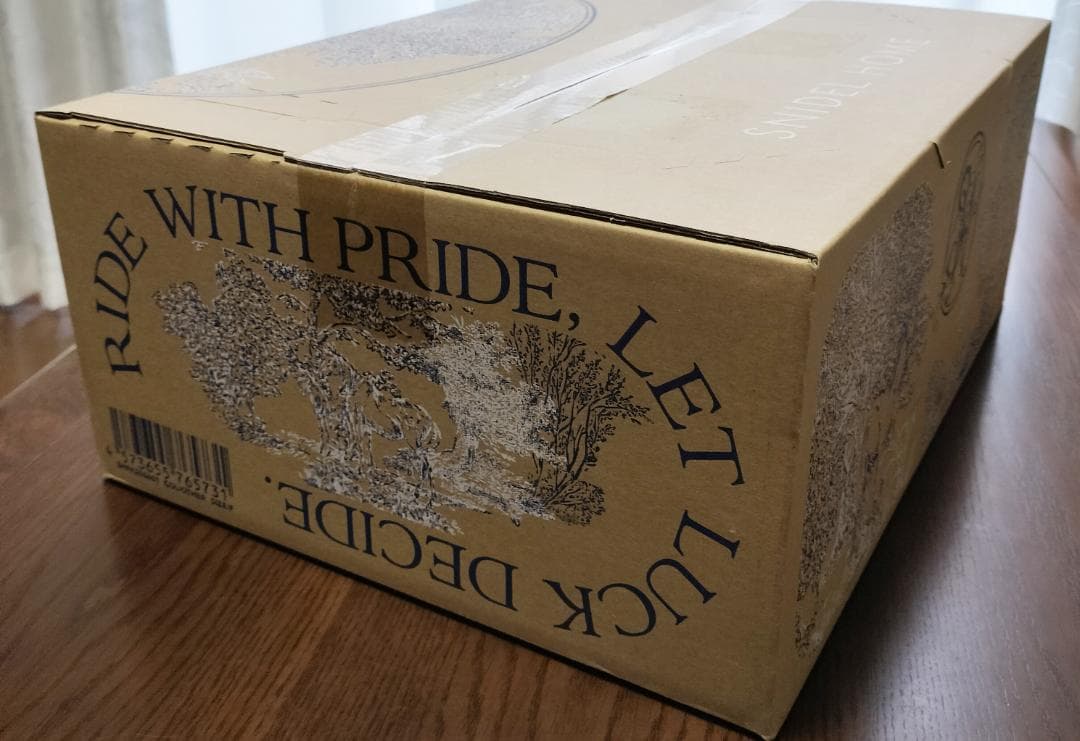 RIDE WITH PRIDE, LET LUCK DECIDE.
SNIDEL HOME